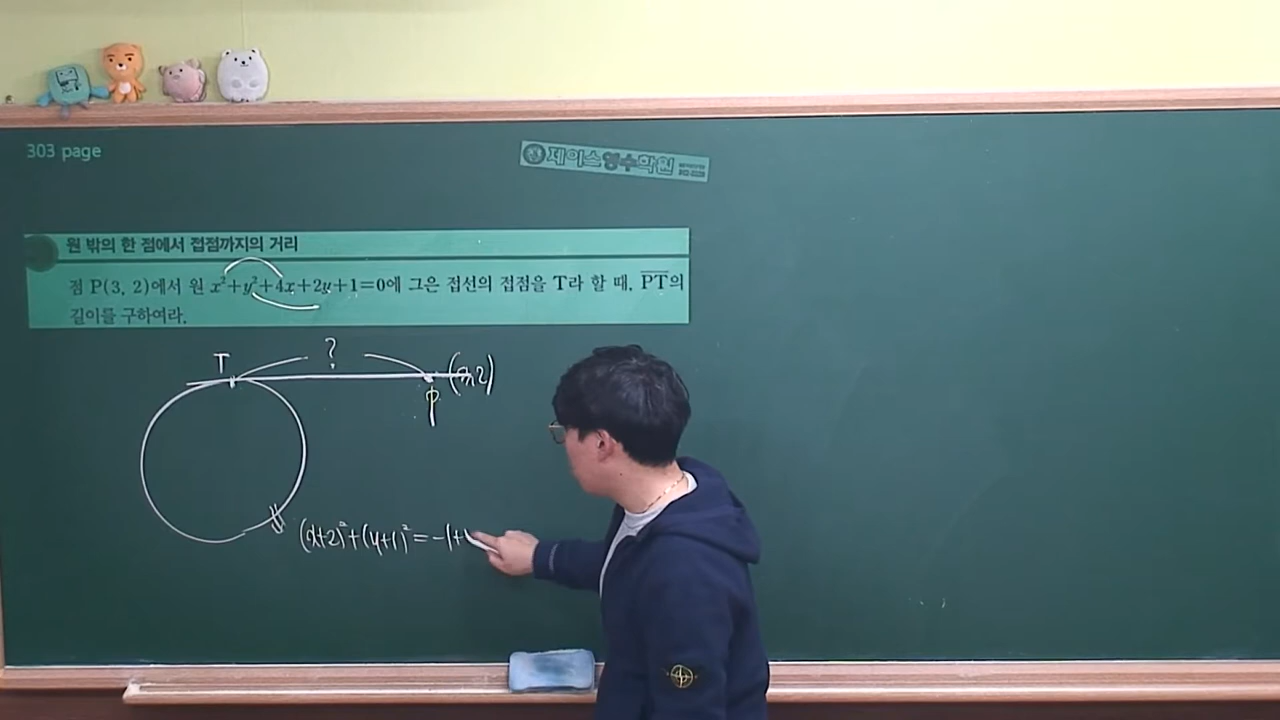 303 page
제이스영수학원
원 밖의 한 점에서 접점까지의 거리
점 P(3, 2)에서 원 x²+y²+4x+2y+1=0에 그은 접선의 접점을 T라 할 때, P̅T̅의
길이를 구하여라.
T ? (3,2)
P
(x+2)²+(y+1)²=-1+